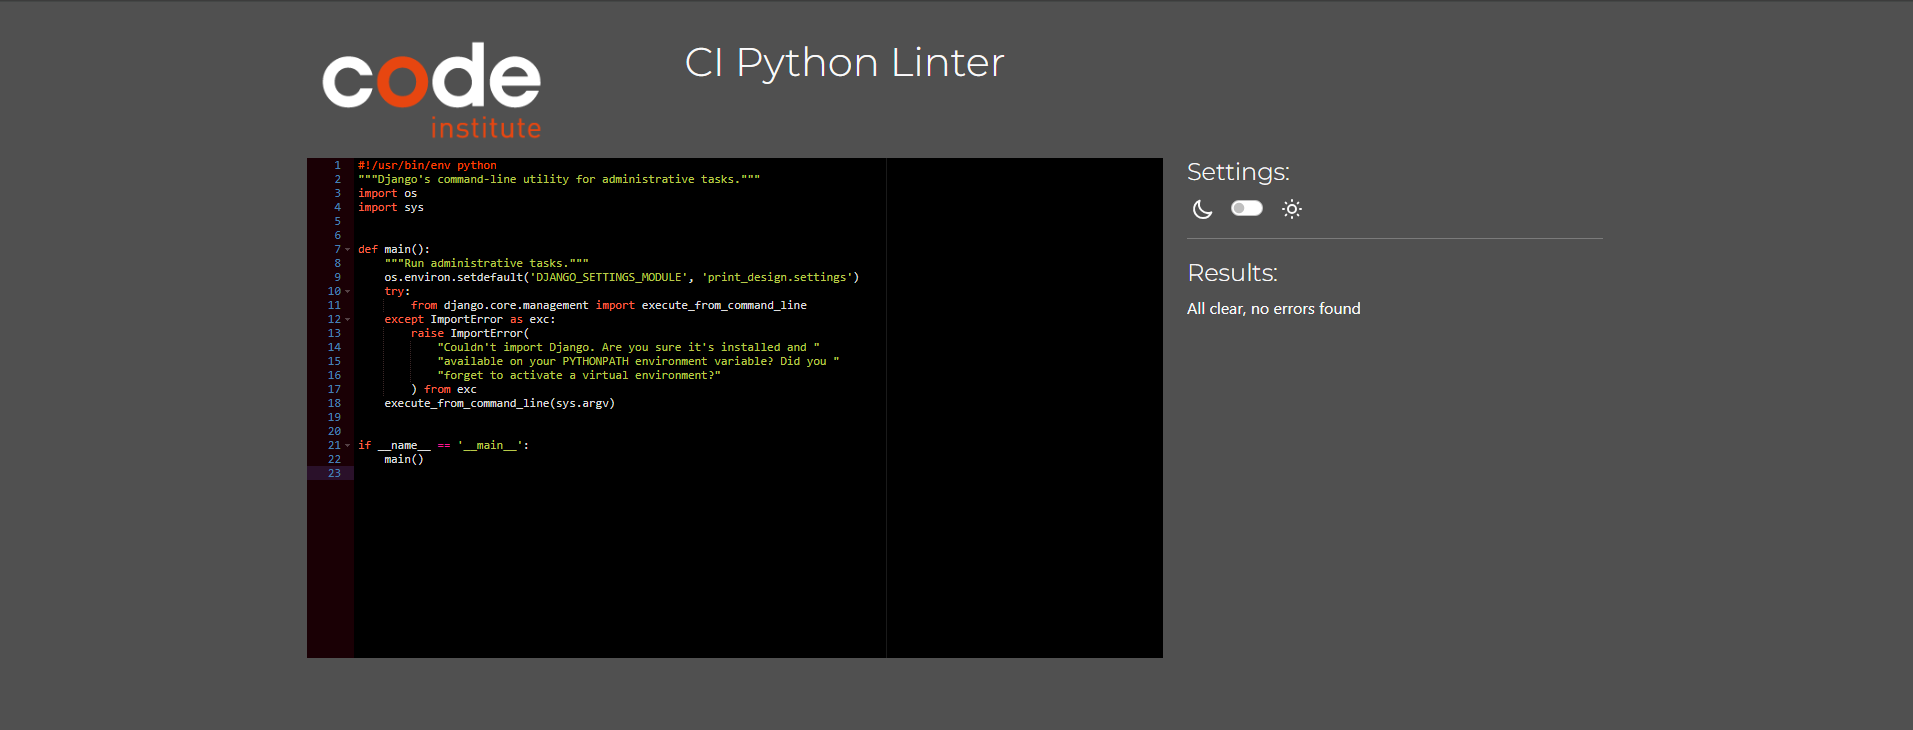 code
institute
CI Python Linter
1 #!/usr/bin/env python
2 """Django's command-line utility for administrative tasks."""
3 import os
4 import sys
5
6
7 def main():
8     """Run administrative tasks."""
9     os.environ.setdefault('DJANGO_SETTINGS_MODULE', 'print_design.settings')
10     try:
11         from django.core.management import execute_from_command_line
12     except ImportError as exc:
13         raise ImportError(
14             "Couldn't import Django. Are you sure it's installed and "
15             "available on your PYTHONPATH environment variable? Did you "
16             "forget to activate a virtual environment?"
17         ) from exc
18     execute_from_command_line(sys.argv)
19
20
21 if __name__ == '__main__':
22     main()
23
Settings:
Results:
All clear, no errors found